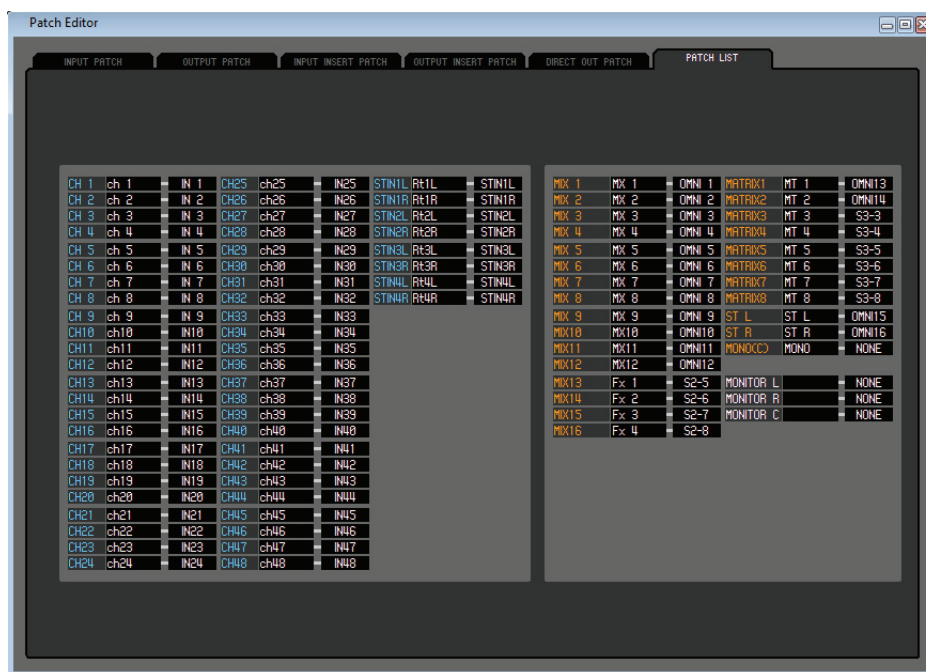 Patch Editor
INPUT PATCH OUTPUT PATCH INPUT INSERT PATCH OUTPUT INSERT PATCH DIRECT OUT PATCH PATCH LIST
CH 1 ch 1 IN 1 CH25 ch25 IN25 STIN1L Rt1L STIN1L MIX 1 MX 1 OMNI 1 MATRIX1 MT 1 OMNI13
CH 2 ch 2 IN 2 CH26 ch26 IN26 STIN1R Rt1R STIN1R MIX 2 MX 2 OMNI 2 MATRIX2 MT 2 OMNI14
CH 3 ch 3 IN 3 CH27 ch27 IN27 STIN2L Rt2L STIN2L MIX 3 MX 3 OMNI 3 MATRIX3 MT 3 S3-3
CH 4 ch 4 IN 4 CH28 ch28 IN28 STIN2R Rt2R STIN2R MIX 4 MX 4 OMNI 4 MATRIX4 MT 4 S3-4
CH 5 ch 5 IN 5 CH29 ch29 IN29 STIN3L Rt3L STIN3L MIX 5 MX 5 OMNI 5 MATRIX5 MT 5 S3-5
CH 6 ch 6 IN 6 CH30 ch30 IN30 STIN3R Rt3R STIN3R MIX 6 MX 6 OMNI 6 MATRIX6 MT 6 S3-6
CH 7 ch 7 IN 7 CH31 ch31 IN31 STIN4L Rt4L STIN4L MIX 7 MX 7 OMNI 7 MATRIX7 MT 7 S3-7
CH 8 ch 8 IN 8 CH32 ch32 IN32 STIN4R Rt4R STIN4R MIX 8 MX 8 OMNI 8 MATRIX8 MT 8 S3-8
CH 9 ch 9 IN 9 CH33 ch33 IN33 MIX 9 MX 9 OMNI 9 ST L ST L OMNI15
CH10 ch10 IN10 CH34 ch34 IN34 MIX10 MX10 OMNI10 ST R ST R OMNI16
CH11 ch11 IN11 CH35 ch35 IN35 MIX11 MX11 OMNI11 MONO(C) MONO NONE
CH12 ch12 IN12 CH36 ch36 IN36 MIX12 MX12 OMNI12
CH13 ch13 IN13 CH37 ch37 IN37 MIX13 Fx 1 S2-5 MONITOR L NONE
CH14 ch14 IN14 CH38 ch38 IN38 MIX14 Fx 2 S2-6 MONITOR R NONE
CH15 ch15 IN15 CH39 ch39 IN39 MIX15 Fx 3 S2-7 MONITOR C NONE
CH16 ch16 IN16 CH40 ch40 IN40 MIX16 Fx 4 S2-8
CH17 ch17 IN17 CH41 ch41 IN41
CH18 ch18 IN18 CH42 ch42 IN42
CH19 ch19 IN19 CH43 ch43 IN43
CH20 ch20 IN20 CH44 ch44 IN44
CH21 ch21 IN21 CH45 ch45 IN45
CH22 ch22 IN22 CH46 ch46 IN46
CH23 ch23 IN23 CH47 ch47 IN47
CH24 ch24 IN24 CH48 ch48 IN48